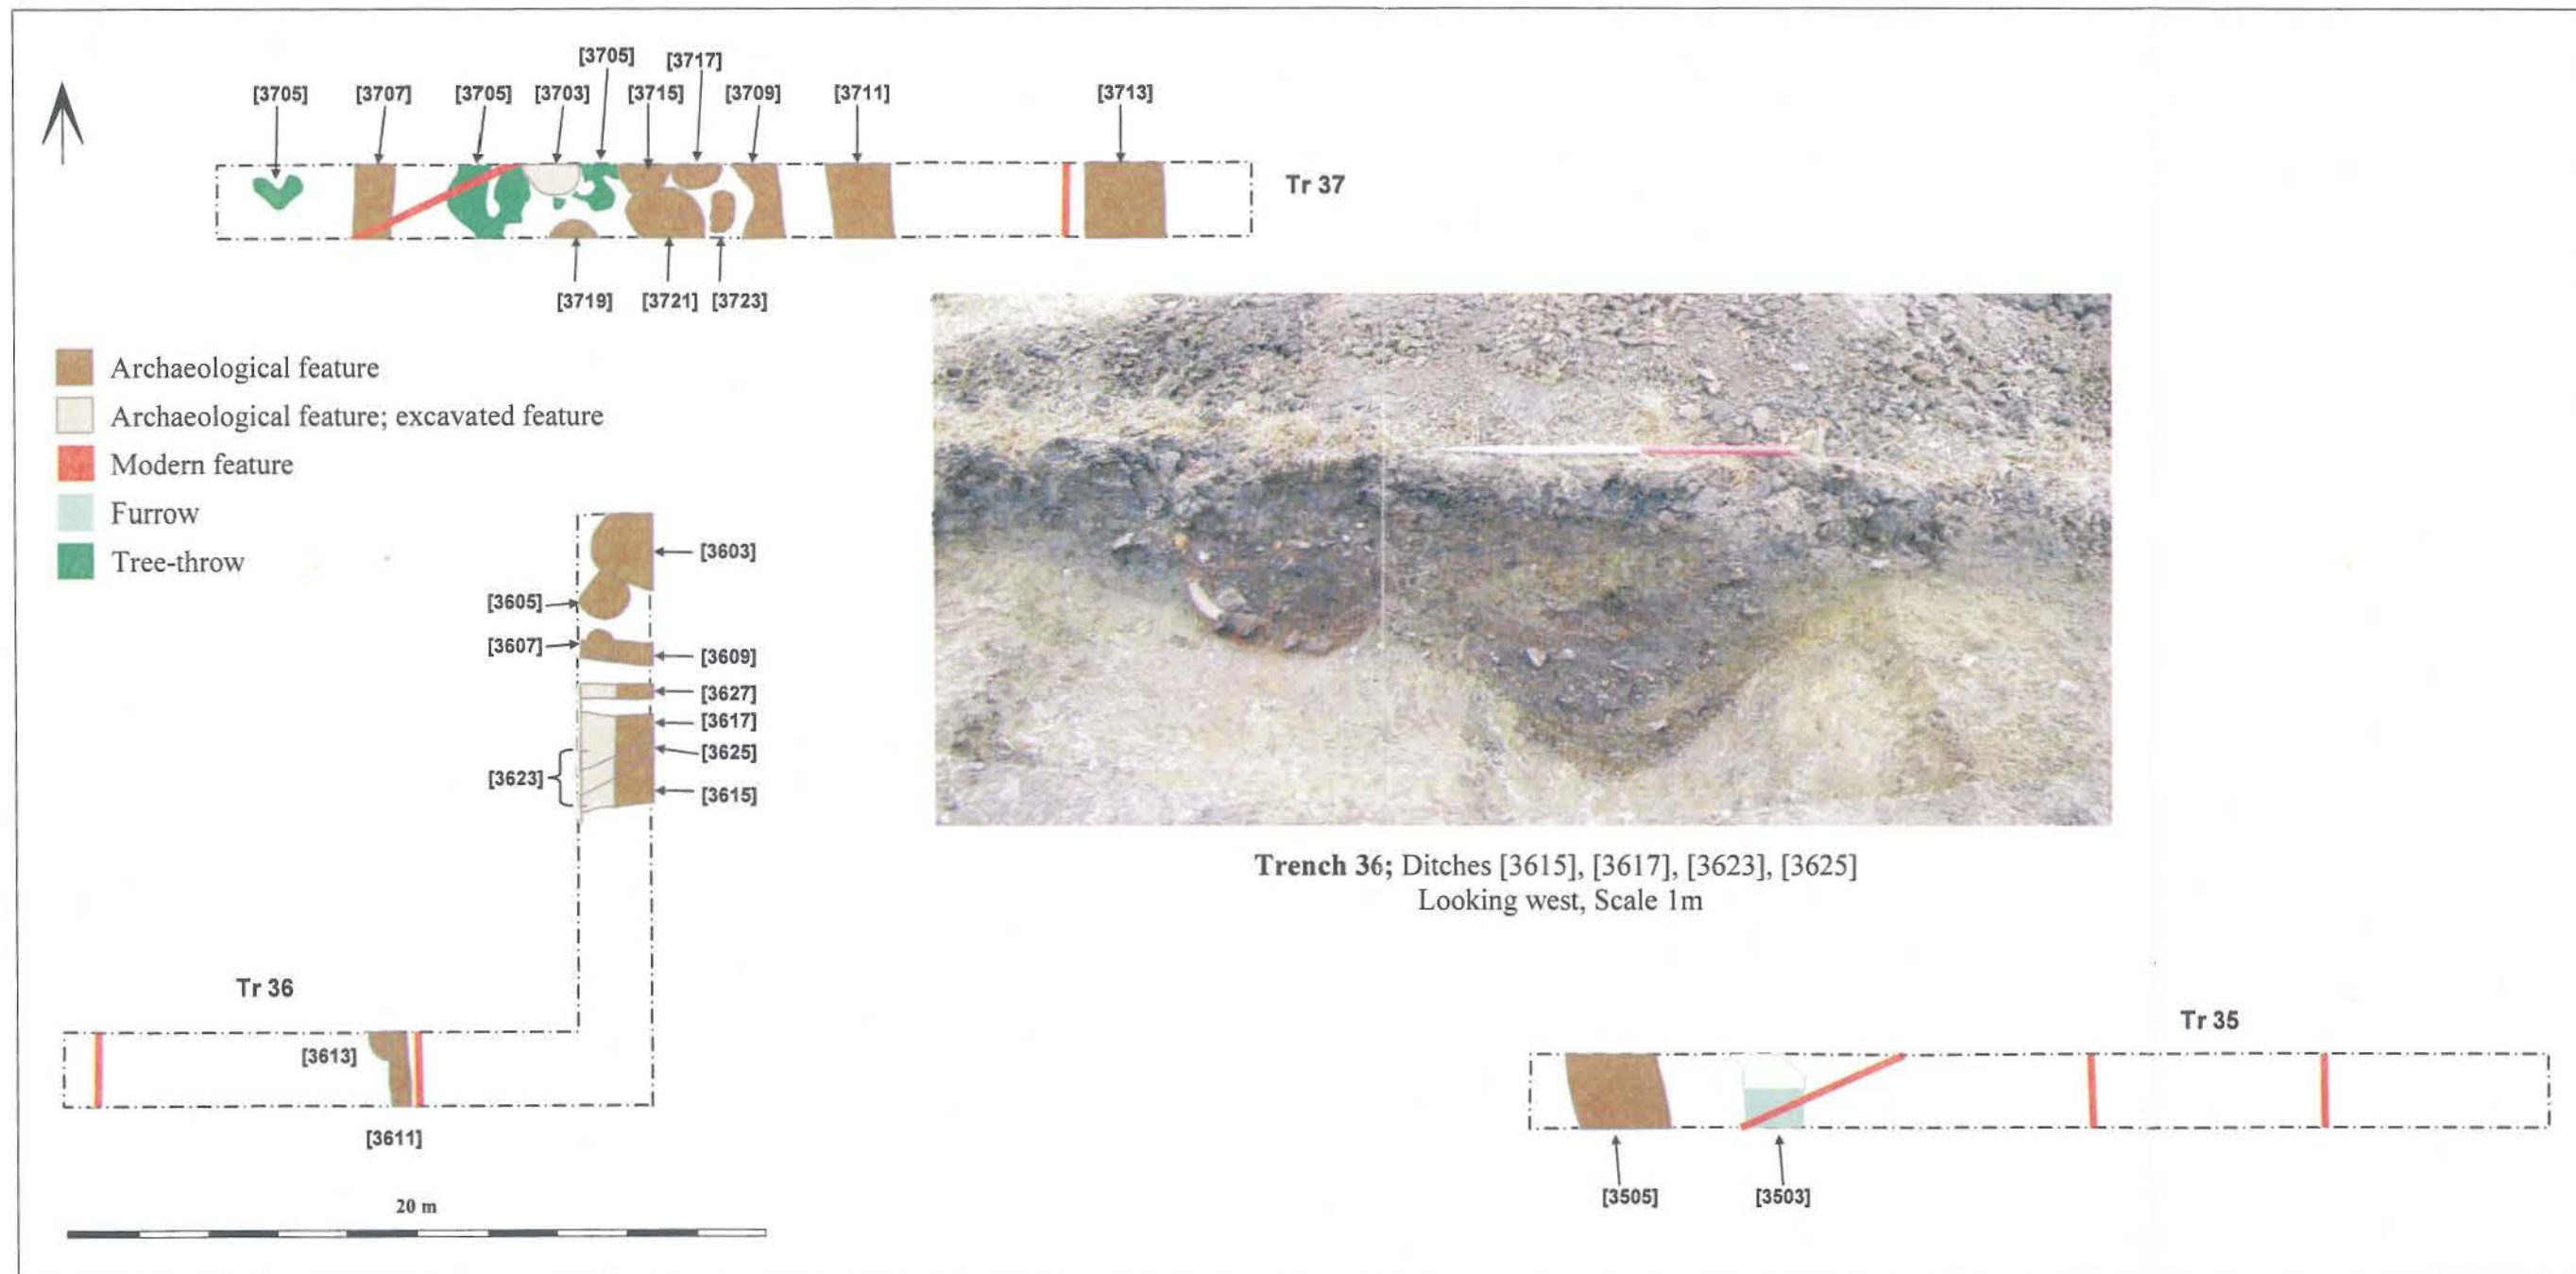 [3705]
[3717]
[3705]
[3707]
[3705]
[3703]
[3715]
[3709]
[3711]
[3713]
Tr 37
[3719]
[3721]
[3723]
Archaeological feature
Archaeological feature; excavated feature
Modern feature
Furrow
Tree-throw
[3603]
[3605]
[3607]
[3609]
[3627]
[3617]
[3625]
[3623]
[3615]
Trench 36; Ditches [3615], [3617], [3623], [3625]
Looking west, Scale 1m
Tr 36
[3613]
[3611]
Tr 35
[3505]
[3503]
20 m